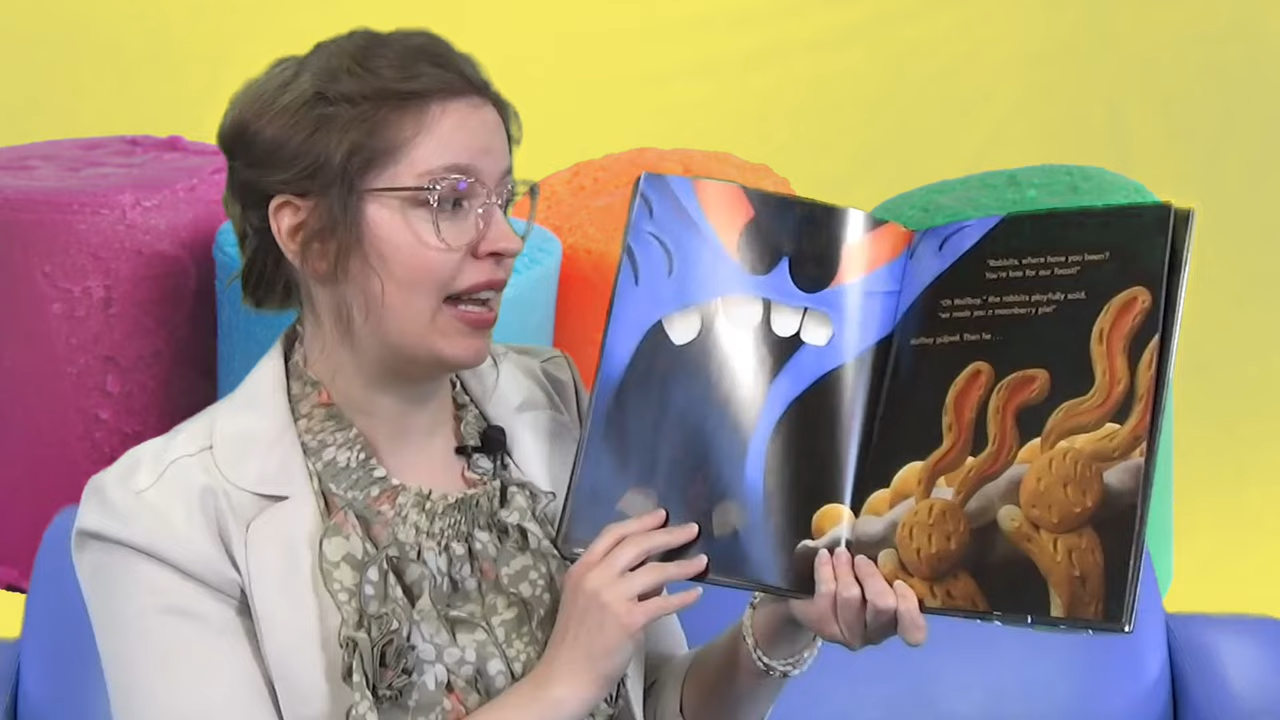 "Rabbits, where have you been?
You're late for our feast!"
"Oh Wolfboy," the rabbits playfully said,
"we made you a moonberry pie!"
Wolfboy gulped. Then he . . .